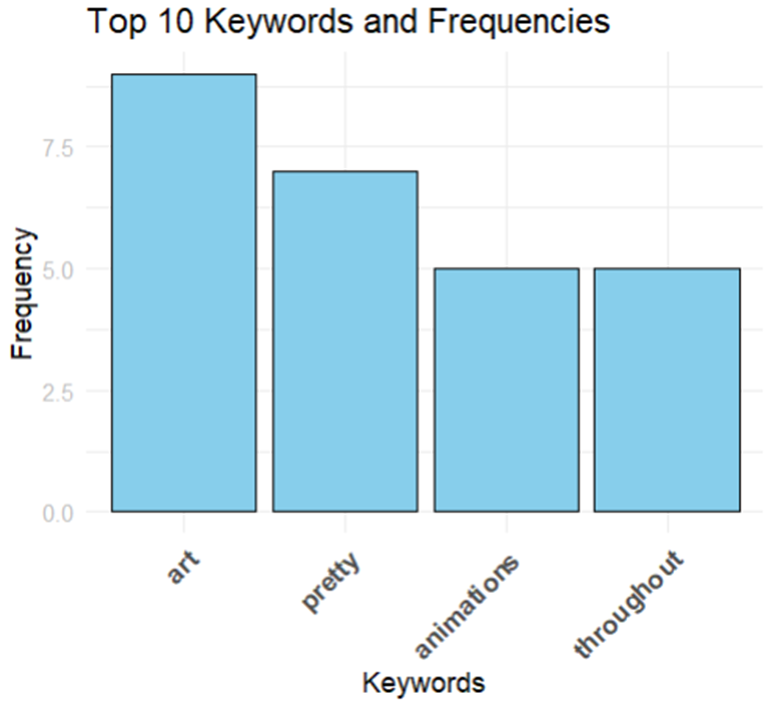 Top 10 Keywords and Frequencies
Frequency
7.5
5.0
2.5
0.0
art
pretty
animations
throughout
Keywords